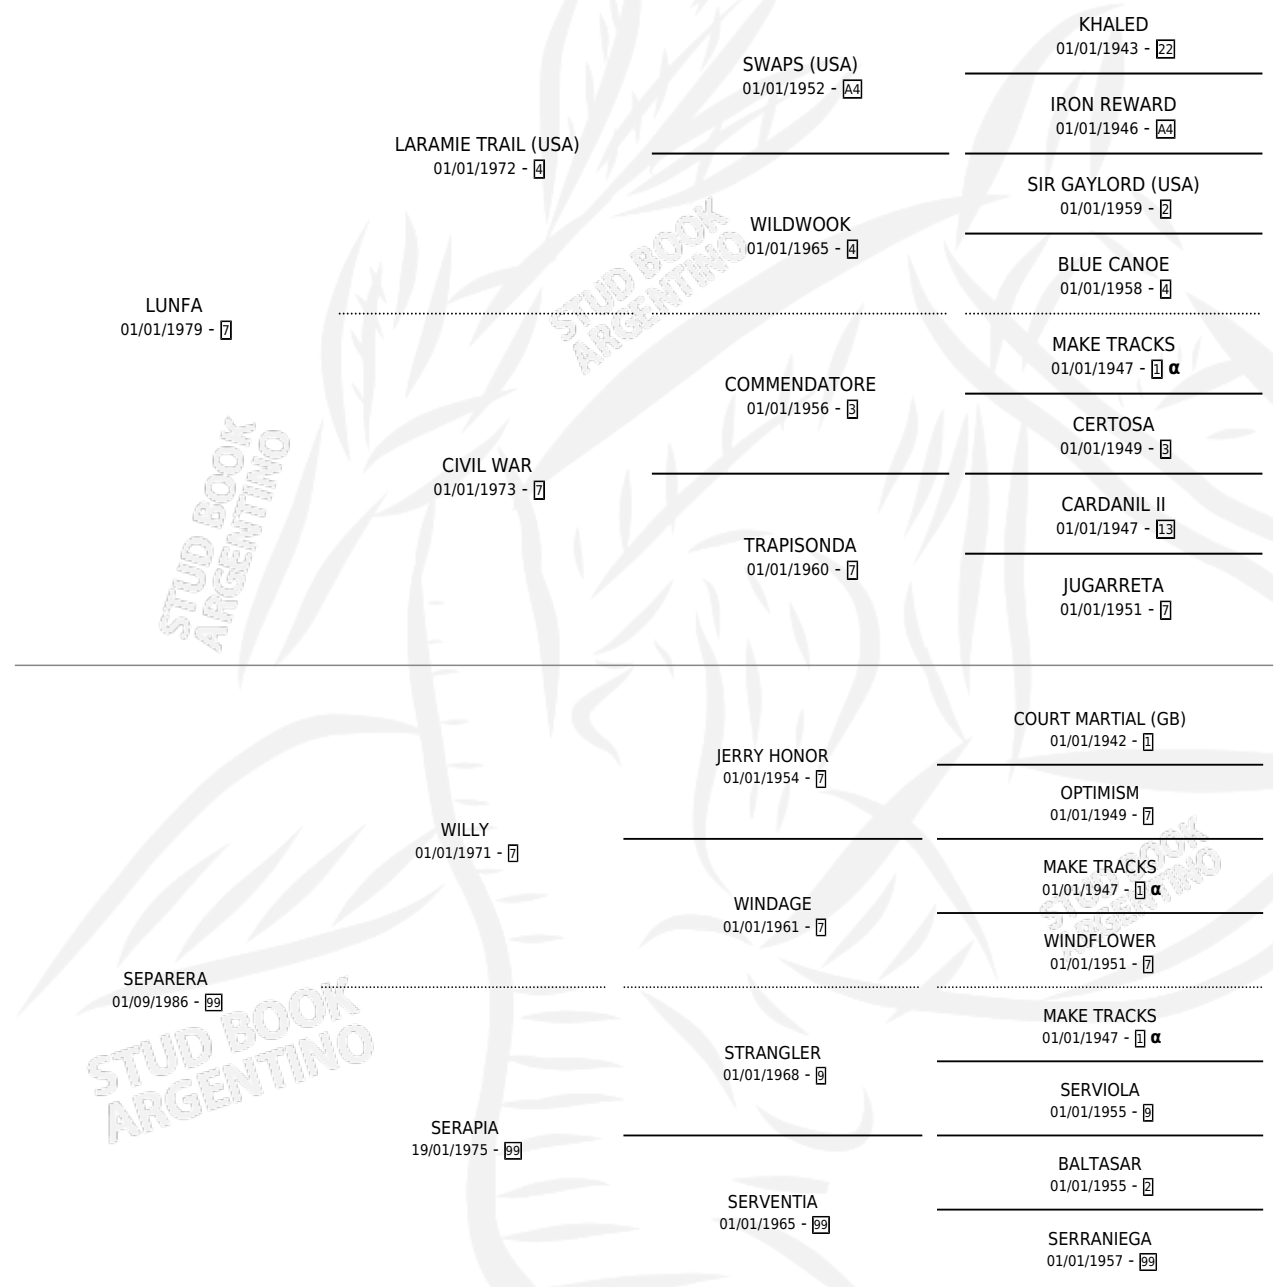 KHALED
01/01/1943 - 22
SWAPS (USA)
01/01/1952 - A4
IRON REWARD
01/01/1946 - A4
LARAMIE TRAIL (USA)
01/01/1972 - 4
SIR GAYLORD (USA)
01/01/1959 - 2
WILDWOOK
01/01/1965 - 4
BLUE CANOE
01/01/1958 - 4
LUNFA
01/01/1979 - 7
MAKE TRACKS
01/01/1947 - 1 α
COMMENDATORE
01/01/1956 - 3
CERTOSA
01/01/1949 - 3
CIVIL WAR
01/01/1973 - 7
CARDANIL II
01/01/1947 - 13
TRAPISONDA
01/01/1960 - 7
JUGARRETA
01/01/1951 - 7
STUD BOOK
ARGENTINO
STUD BOOK
ARGENTINO
COURT MARTIAL (GB)
01/01/1942 - 1
JERRY HONOR
01/01/1954 - 7
OPTIMISM
01/01/1949 - 7
WILLY
01/01/1971 - 7
MAKE TRACKS
01/01/1947 - 1 α
WINDAGE
01/01/1961 - 7
WINDFLOWER
01/01/1951 - 7
SEPARERA
01/09/1986 - 99
MAKE TRACKS
01/01/1947 - 1 α
STRANGLER
01/01/1968 - 9
SERVIOLA
01/01/1955 - 9
SERAPIA
19/01/1975 - 99
BALTASAR
01/01/1955 - 2
SERVENTIA
01/01/1965 - 99
SERRANIEGA
01/01/1957 - 99
STUD BOOK
ARGENTINO
STUD BOOK
ARGENTINO